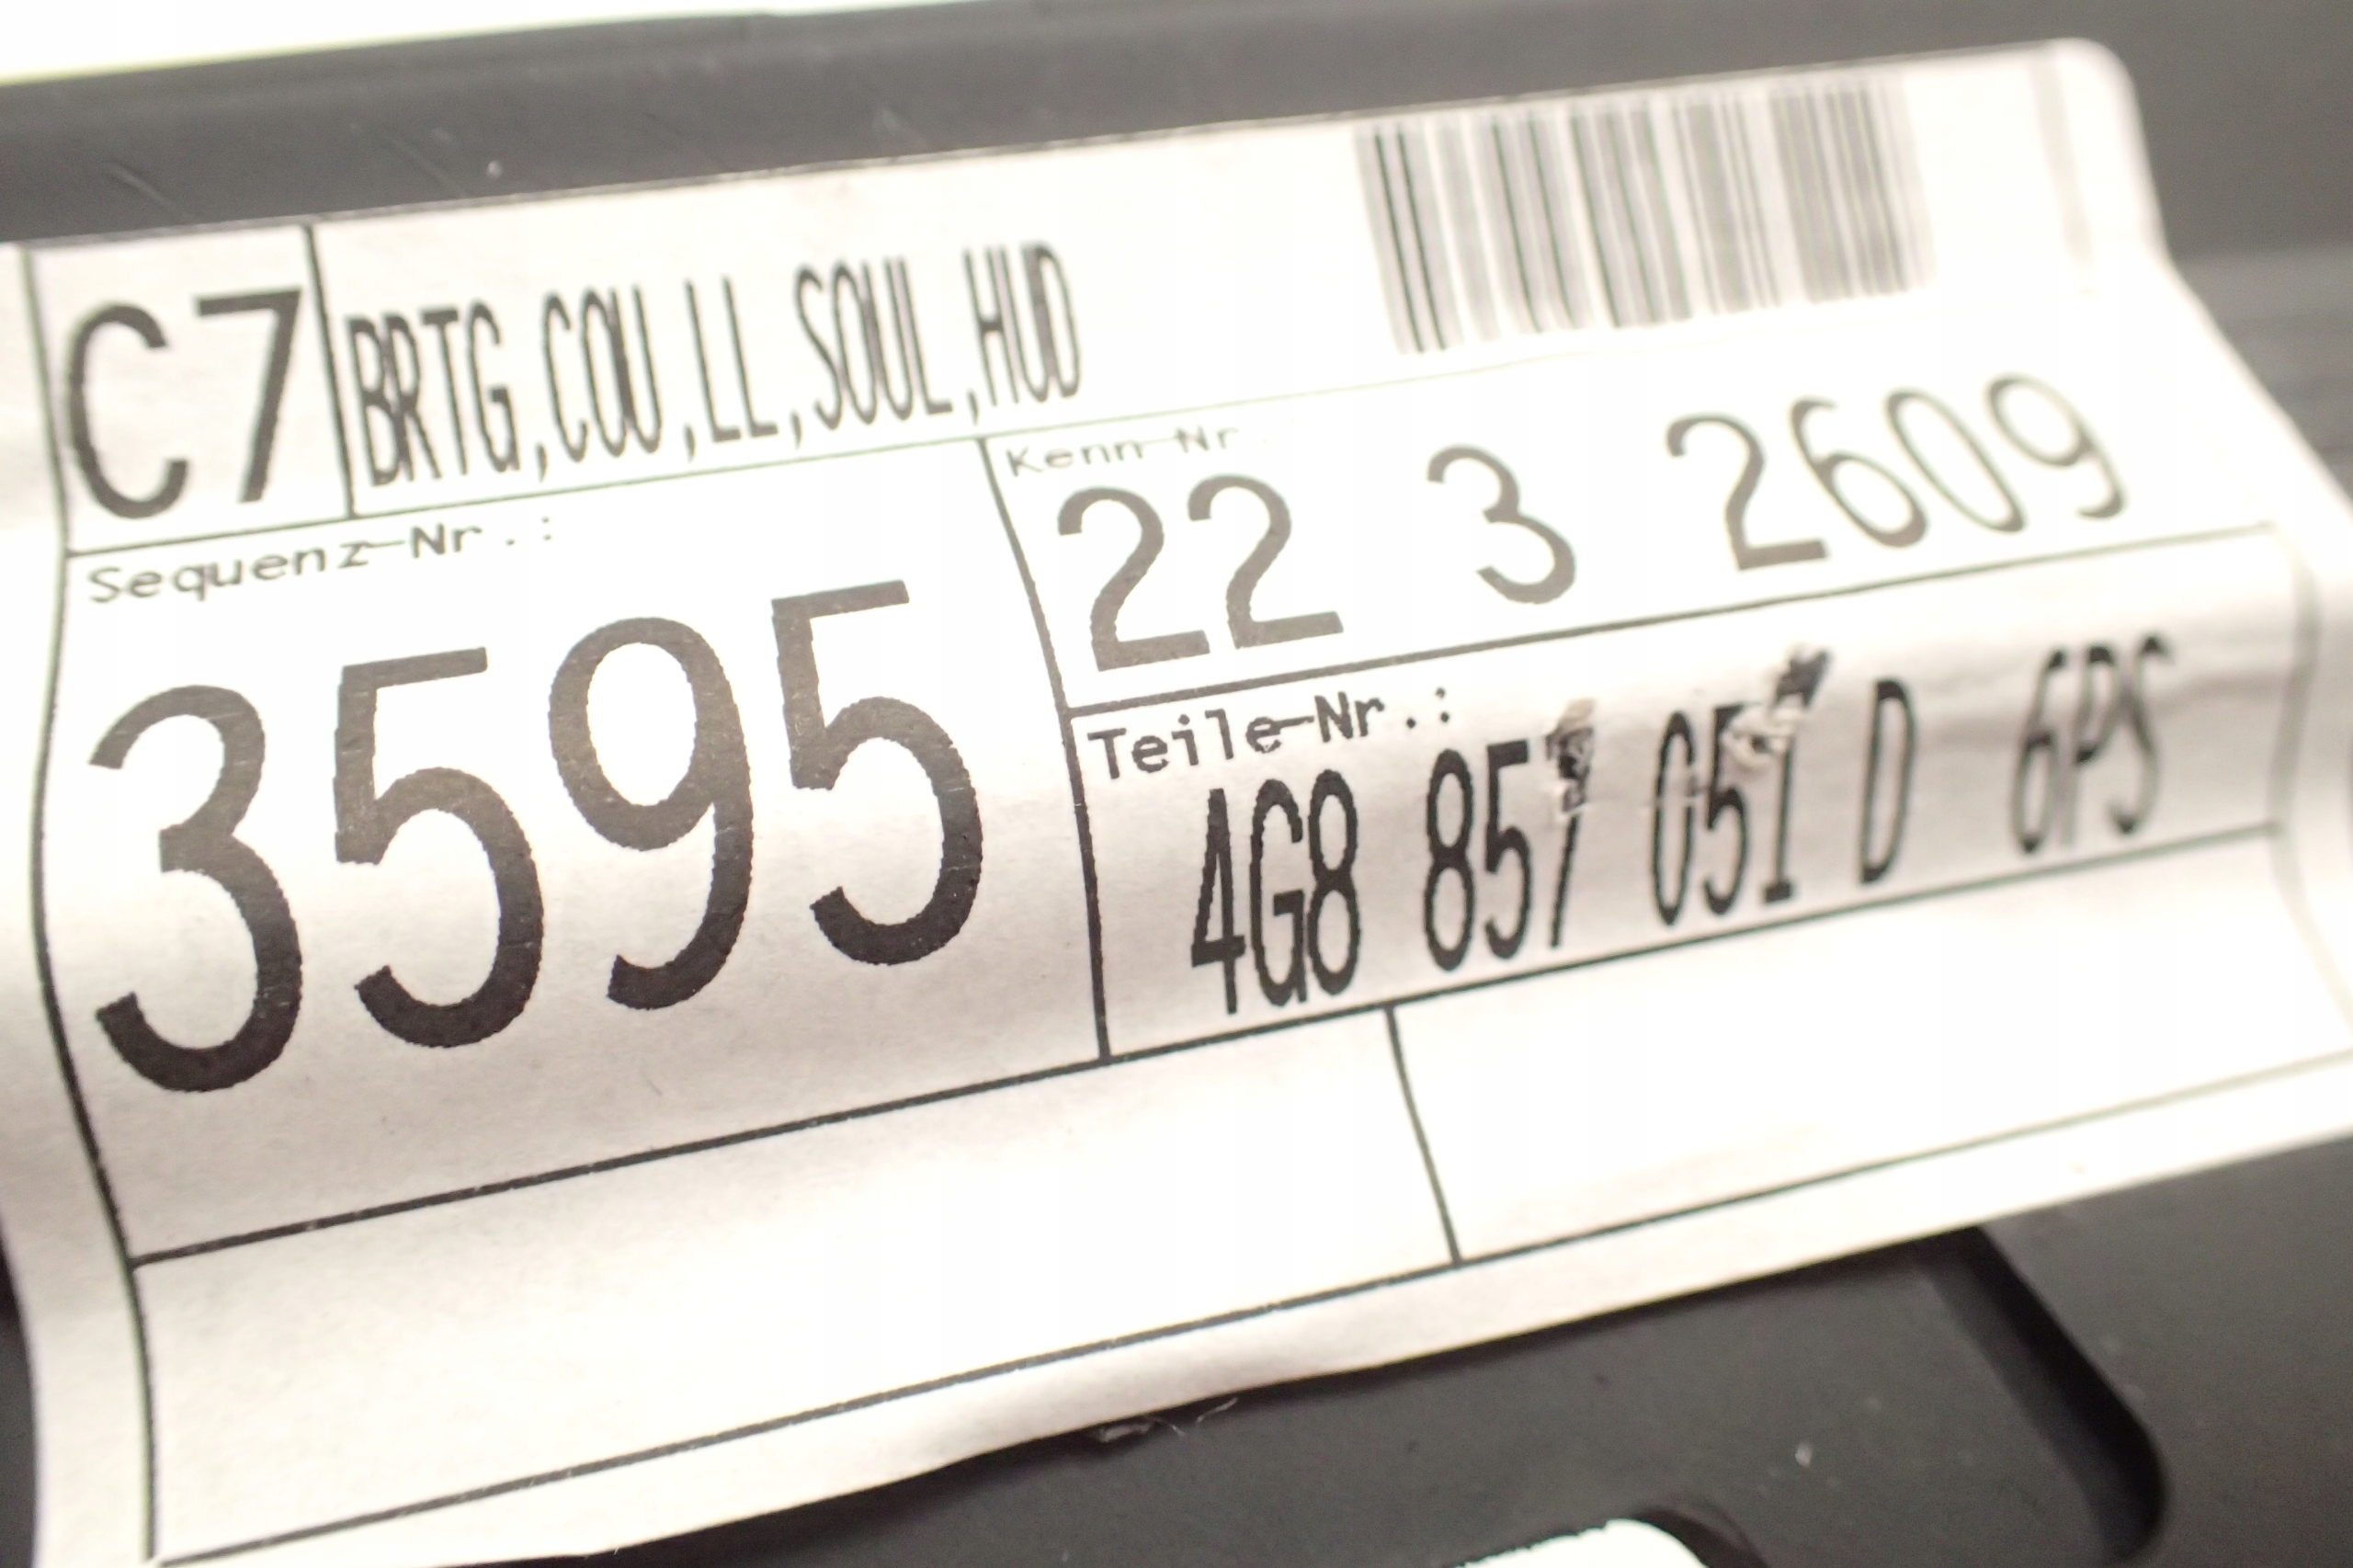 C7 BRTG,COU,LL,SOUL,HUD
Sequenz-Nr.:
3595
Kenn-Nr
22 3 2609
Teile-Nr.:
4G8 857 051 D 6PS